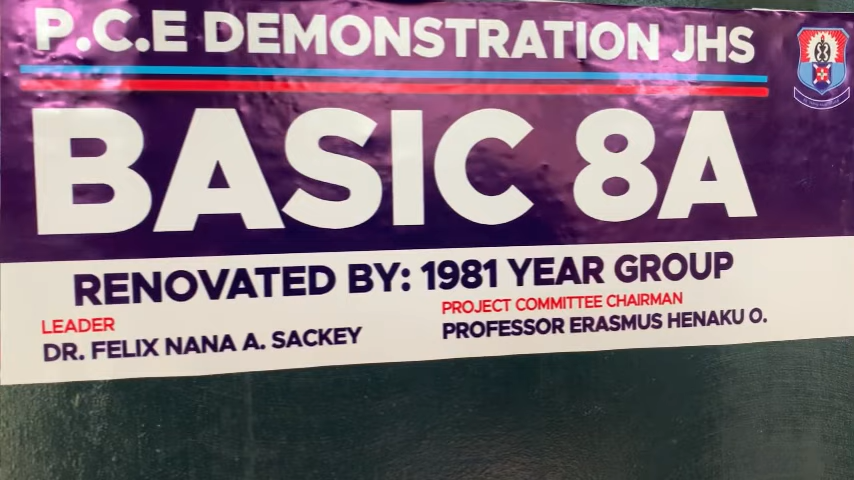 P.C.E DEMONSTRATION JHS
BASIC 8A
RENOVATED BY: 1981 YEAR GROUP
LEADER
DR. FELIX NANA A. SACKEY
PROJECT COMMITTEE CHAIRMAN
PROFESSOR ERASMUS HENAKU O.